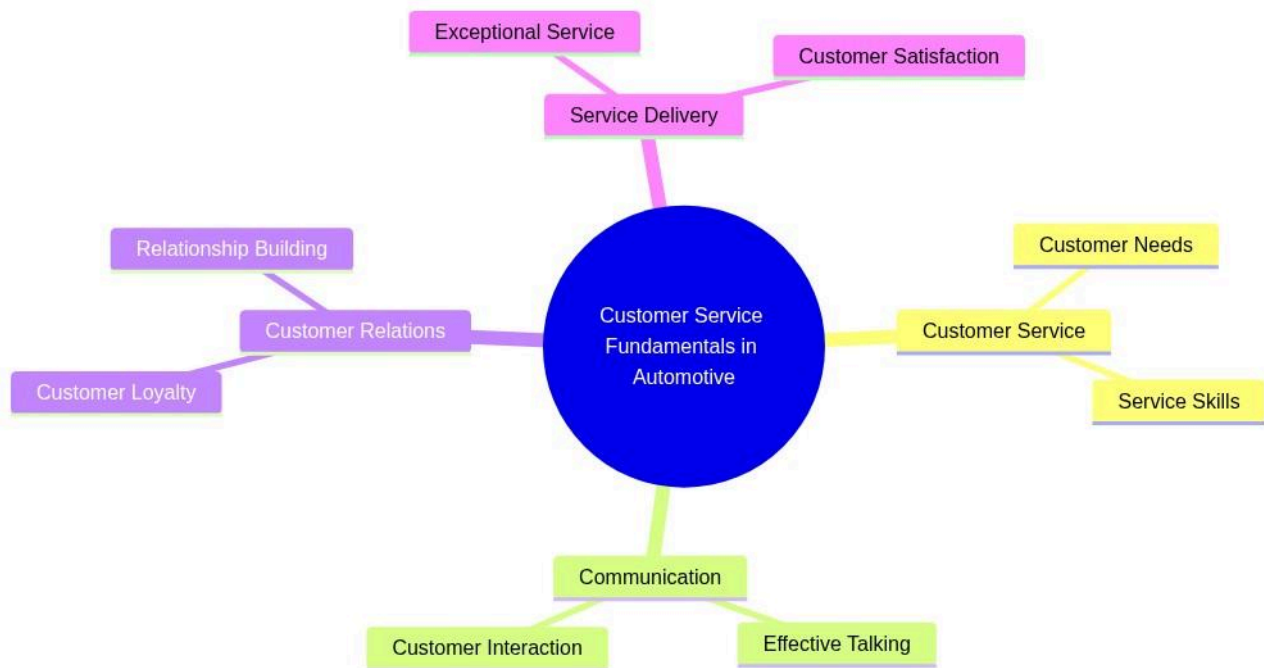 Exceptional Service
Customer Satisfaction
Service Delivery
Relationship Building
Customer Relations
Customer Loyalty
Customer Service
Fundamentals in
Automotive
Customer Needs
Customer Service
Service Skills
Communication
Customer Interaction
Effective Talking